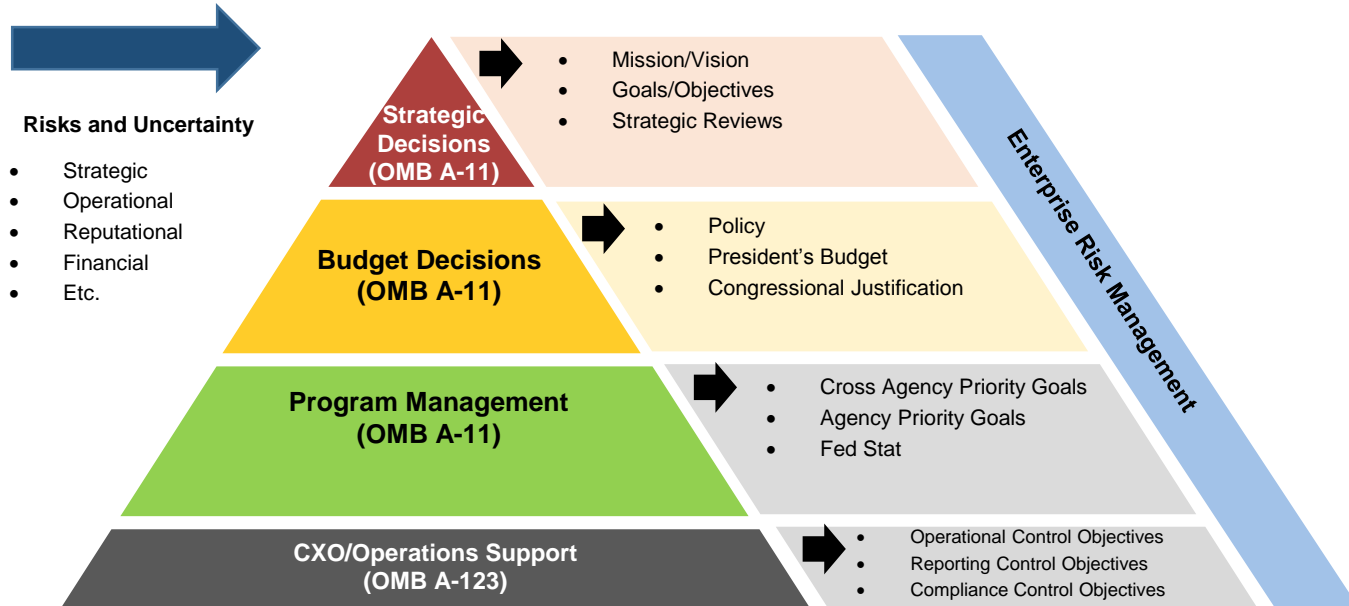 Risks and Uncertainty
• Strategic
• Operational
• Reputational
• Financial
• Etc.
Strategic
Decisions
(OMB A-11)
• Mission/Vision
• Goals/Objectives
• Strategic Reviews
Budget Decisions
(OMB A-11)
• Policy
• President’s Budget
• Congressional Justification
Program Management
(OMB A-11)
• Cross Agency Priority Goals
• Agency Priority Goals
• Fed Stat
CXO/Operations Support
(OMB A-123)
• Operational Control Objectives
• Reporting Control Objectives
• Compliance Control Objectives
Enterprise Risk Management